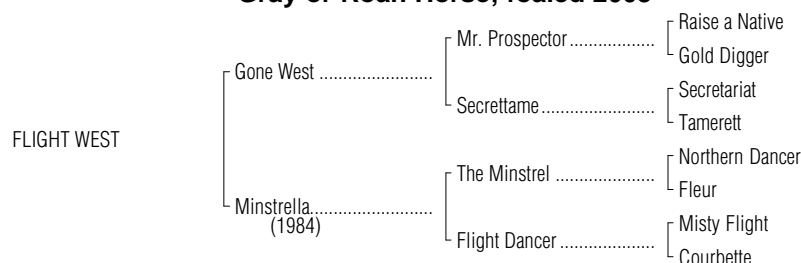 Gray or Roan Horse; foaled
Raise a Native
Mr. Prospector
Gold Digger
Gone West
Secretariat
Secrettame
Tamerett
FLIGHT WEST
Northern Dancer
The Minstrel
Fleur
Minstrella
(1984)
Misty Flight
Flight Dancer
Courbette